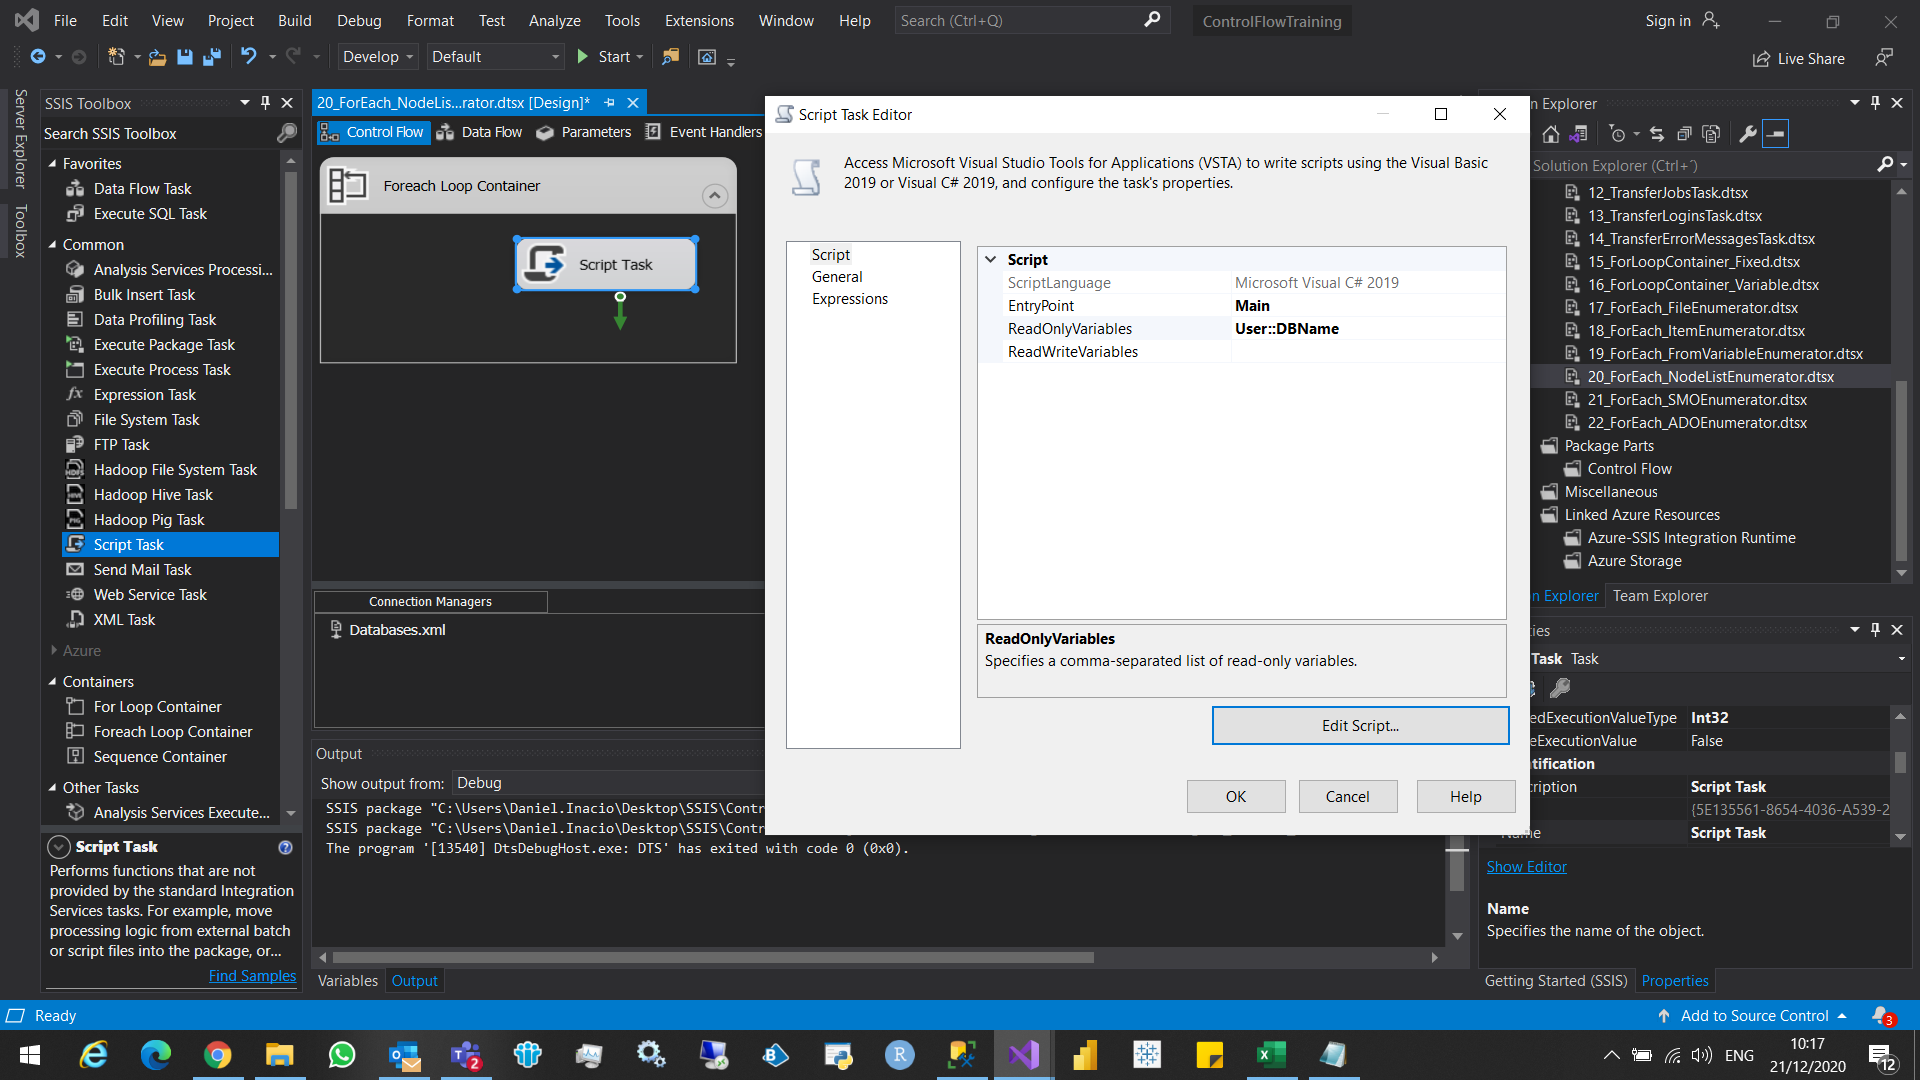 File Edit View Project Build Debug Format Test Analyze Tools Extensions Window Help Search (Ctrl+Q) ControlFlowTraining Sign in
Develop Default Start Live Share
Server Explorer
Toolbox
SSIS Toolbox
Search SSIS Toolbox
Favorites
Data Flow Task
Execute SQL Task
Common
Analysis Services Processi...
Bulk Insert Task
Data Profiling Task
Execute Package Task
Execute Process Task
Expression Task
File System Task
FTP Task
Hadoop File System Task
Hadoop Hive Task
Hadoop Pig Task
Script Task
Send Mail Task
Web Service Task
XML Task
Azure
Containers
For Loop Container
Foreach Loop Container
Sequence Container
Other Tasks
Analysis Services Execute...
Script Task
Performs functions that are not
provided by the standard Integration
Services tasks. For example, move
processing logic from external batch
or script files into the package, or...
Find Samples
20_ForEach_NodeLis...rator.dtsx [Design]*
Control Flow Data Flow Parameters Event Handlers
Foreach Loop Container
Script Task
Connection Managers
Databases.xml
Output
Show output from: Debug
SSIS package "C:\Users\Daniel.Inacio\Desktop\SSIS\Contr
SSIS package "C:\Users\Daniel.Inacio\Desktop\SSIS\Contr
The program '[13540] DtsDebugHost.exe: DTS' has exited with code 0 (0x0).
Variables Output
Script Task Editor
Access Microsoft Visual Studio Tools for Applications (VSTA) to write scripts using the Visual Basic
2019 or Visual C# 2019, and configure the task's properties.
Script
General
Expressions
Script
ScriptLanguage Microsoft Visual C# 2019
EntryPoint Main
ReadOnlyVariables User::DBName
ReadWriteVariables
ReadOnlyVariables
Specifies a comma-separated list of read-only variables.
Edit Script...
OK Cancel Help
n Explorer
Solution Explorer (Ctrl+´)
12_TransferJobsTask.dtsx
13_TransferLoginsTask.dtsx
14_TransferErrorMessagesTask.dtsx
15_ForLoopContainer_Fixed.dtsx
16_ForLoopContainer_Variable.dtsx
17_ForEach_FileEnumerator.dtsx
18_ForEach_ItemEnumerator.dtsx
19_ForEach_FromVariableEnumerator.dtsx
20_ForEach_NodeListEnumerator.dtsx
21_ForEach_SMOEnumerator.dtsx
22_ForEach_ADOEnumerator.dtsx
Package Parts
Control Flow
Miscellaneous
Linked Azure Resources
Azure-SSIS Integration Runtime
Azure Storage
n Explorer Team Explorer
ties
Task Task
edExecutionValueType Int32
eExecutionValue False
ntification
cription Script Task
{5E135561-8654-4036-A539-2
Name Script Task
Show Editor
Name
Specifies the name of the object.
Getting Started (SSIS) Properties
Ready Add to Source Control 3
2 R ENG 10:17
21/12/2020 12